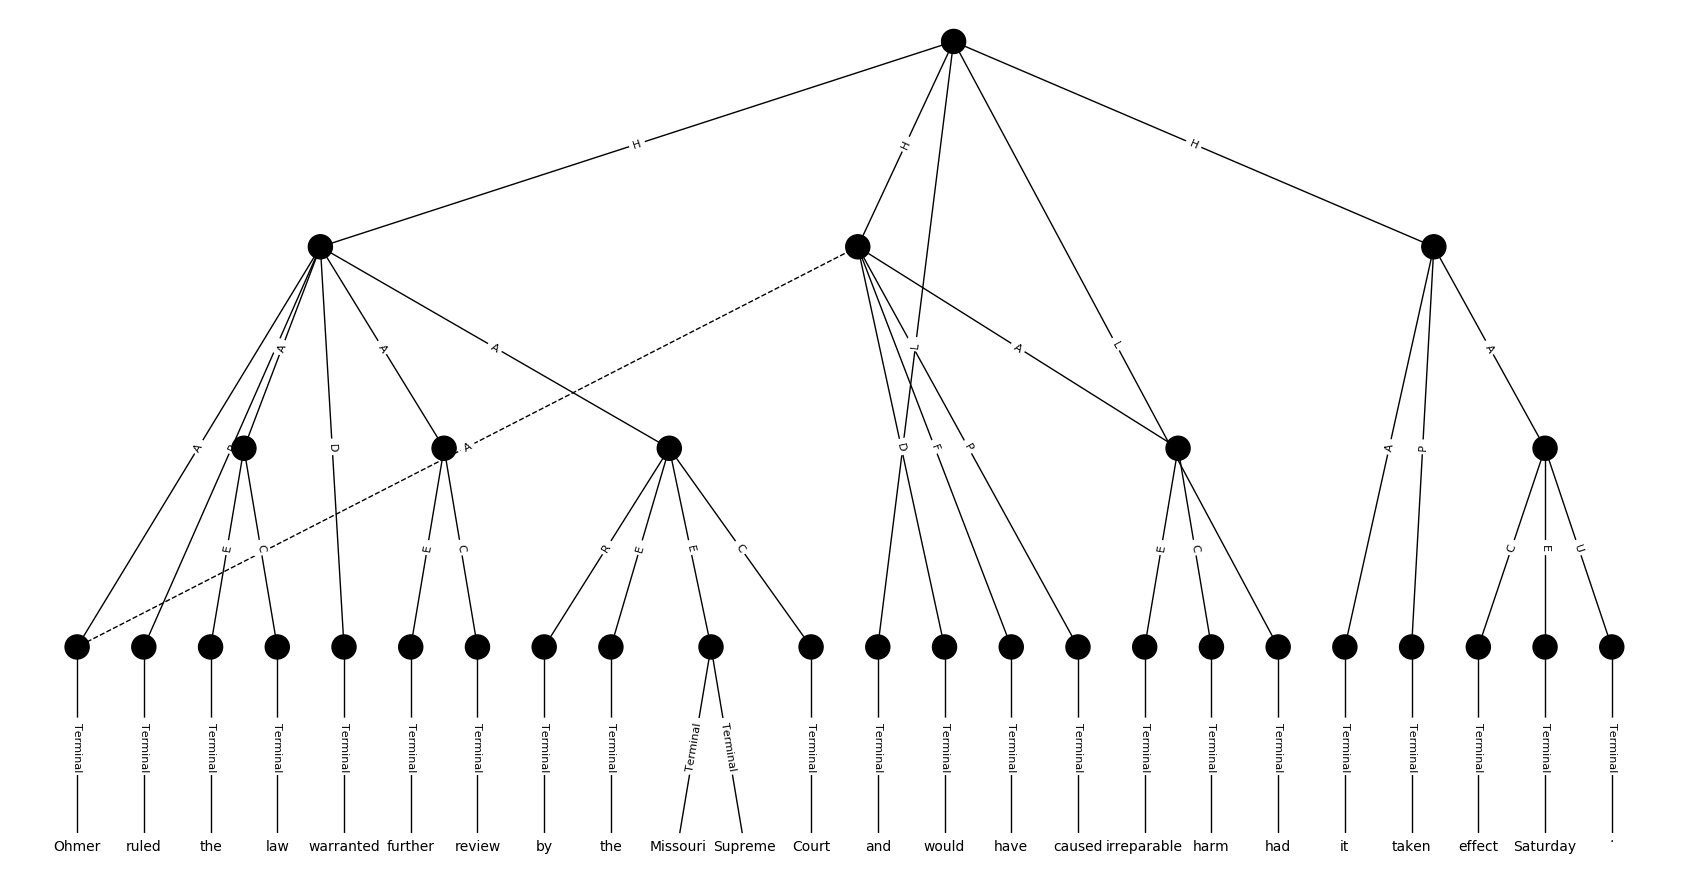 H H H
A A A A L A L A
A P D A D F P A P
E C E C R E E C E C C E U
Terminal Terminal Terminal Terminal Terminal Terminal Terminal Terminal Terminal Terminal Terminal Terminal Terminal Terminal Terminal Terminal Terminal Terminal Terminal Terminal Terminal Terminal Terminal Terminal
Ohmer ruled the law warranted further review by the Missouri Supreme Court and would have caused irreparable harm had it taken effect Saturday .